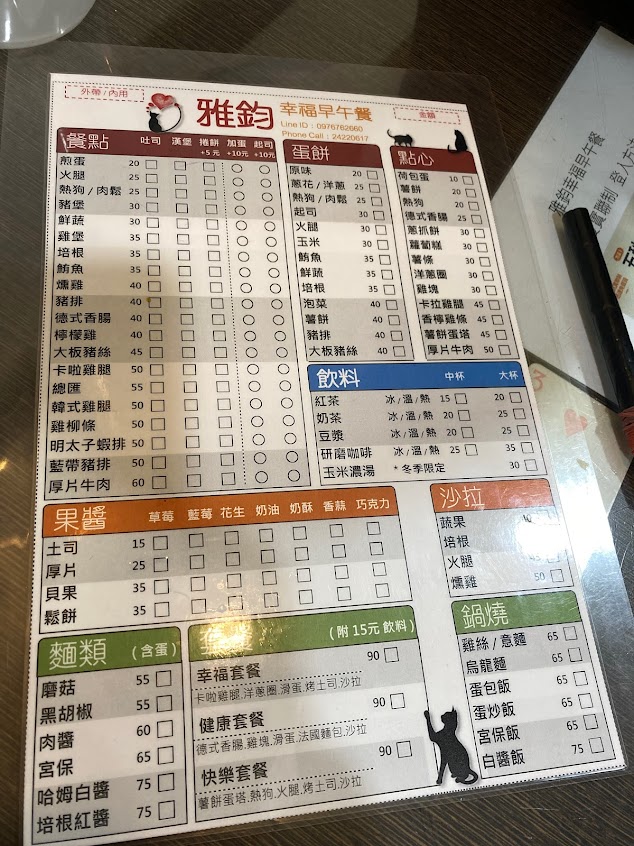 外帶 / 內用
雅鈞 幸福早午餐
Line ID : 0976762660
Phone Call : 24220617
金額
餐點 吐司 漢堡 捲餅 加蛋 起司
+5 元 +10元 +10元
煎蛋 20
火腿 25
熱狗 / 肉鬆 25
豬堡 30
鮮蔬 30
雞堡 35
培根 35
鮪魚 35
燻雞 40
豬排 40
德式香腸 40
檸檬雞 40
大板豬絲 45
卡啦雞腿 50
總匯 55
韓式雞腿 50
雞柳條 50
明太子蝦排 50
藍帶豬排 50
厚片牛肉 60
蛋餅
原味 20
蔥花 / 洋蔥 25
熱狗 / 肉鬆 25
起司 30
火腿 30
玉米 30
鮪魚 35
鮮蔬 35
培根 35
泡菜 40
薯餅 40
豬排 40
大板豬絲 40
點心
荷包蛋 10
薯餅 20
熱狗 20
德式香腸 25
蔥抓餅 30
蘿蔔糕 30
薯條 30
洋蔥圈 30
雞塊 30
卡拉雞腿 45
香檸雞條 45
薯餅蛋塔 45
厚片牛肉 50
飲料 中杯 大杯
紅茶 冰 / 溫 / 熱 15 20
奶茶 冰 / 溫 / 熱 20 25
豆漿 冰 / 溫 / 熱 20 25
研磨咖啡 冰 / 溫 / 熱 25 35
玉米濃湯 * 冬季限定 30
果醬 草莓 藍莓 花生 奶油 奶酥 香蒜 巧克力
土司 15
厚片 25
貝果 35
鬆餅 35
沙拉
蔬果
培根
火腿
燻雞 50
麵類 (含蛋)
蘑菇 55
黑胡椒 55
肉醬 60
宮保 65
哈姆白醬 75
培根紅醬 75
(附 15元 飲料)
幸福套餐 90
卡啦雞腿,洋蔥圈,滑蛋,烤土司,沙拉
健康套餐 90
德式香腸,雞塊,滑蛋,法國麵包,沙拉
快樂套餐 90
薯餅蛋塔,熱狗,火腿,烤土司,沙拉
鍋燒
雞絲 / 意麵 65
烏龍麵 65
蛋包飯 65
蛋炒飯 65
宮保飯 65
白醬飯 75